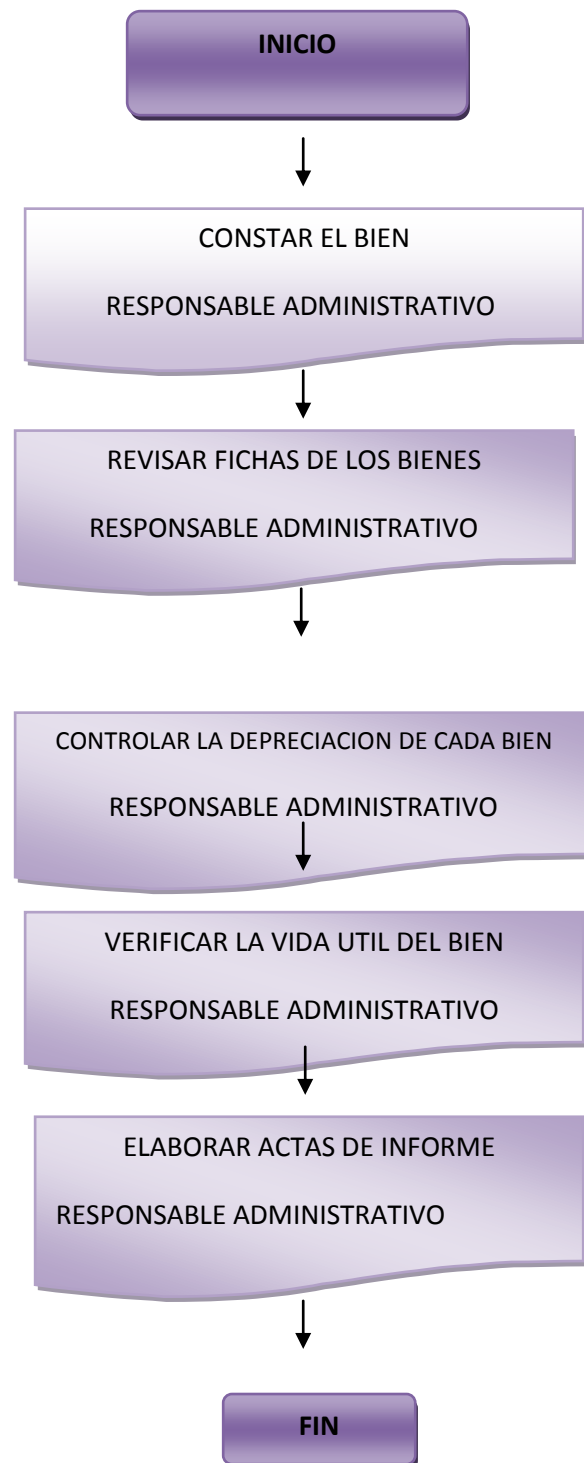 INICIO
CONSTAR EL BIEN
RESPONSABLE ADMINISTRATIVO
REVISAR FICHAS DE LOS BIENES
RESPONSABLE ADMINISTRATIVO
CONTROLAR LA DEPRECIACION DE CADA BIEN
RESPONSABLE ADMINISTRATIVO
VERIFICAR LA VIDA UTIL DEL BIEN
RESPONSABLE ADMINISTRATIVO
ELABORAR ACTAS DE INFORME
RESPONSABLE ADMINISTRATIVO
FIN